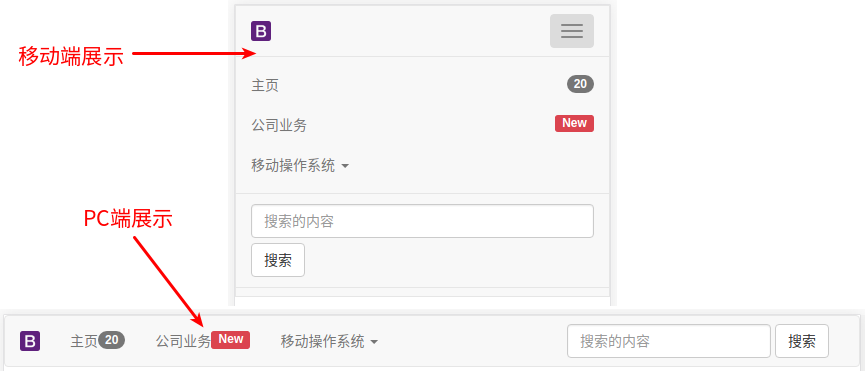 B
移动端展示
主页 20
公司业务 New
移动操作系统
搜索的内容
搜索
PC端展示
B 主页 20 公司业务 New 移动操作系统 搜索的内容 搜索